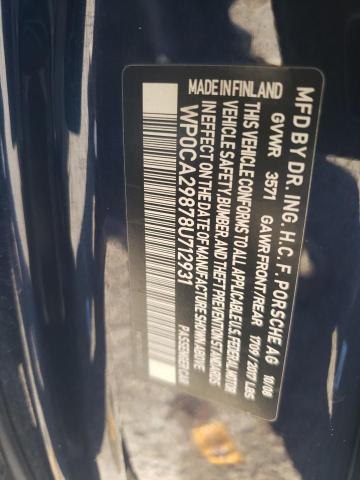 MFD BY DR. ING. H.C. F. PORSCHE AG 10/08
GVWR 3571 GAWR FRONT/REAR 1709/2017 LBS
THIS VEHICLE CONFORMS TO ALL APPLICABLE U.S. FEDERAL MOTOR
VEHICLE SAFETY, BUMPER, AND THEFT PREVENTION STANDARDS
IN EFFECT ON THE DATE OF MANUFACTURE SHOWN ABOVE
WP0CA29878U712931 PASSENGER CAR
MADE IN FINLAND